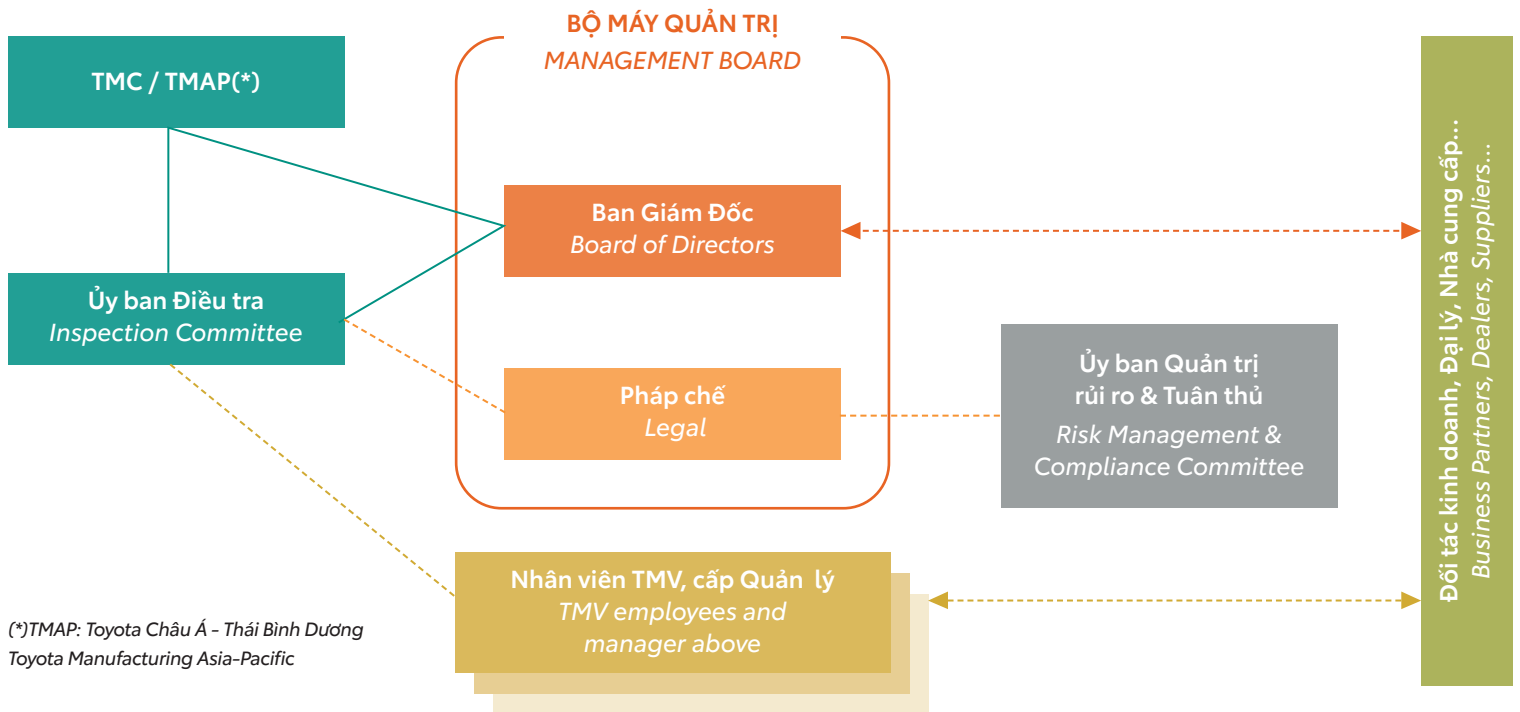 BỘ MÁY QUẢN TRỊ
MANAGEMENT BOARD
TMC / TMAP(*)
Ban Giám Đốc
Board of Directors
Ủy ban Điều tra
Inspection Committee
Pháp chế
Legal
Ủy ban Quản trị
rủi ro & Tuân thủ
Risk Management &
Compliance Committee
Nhân viên TMV, cấp Quản lý
TMV employees and
manager above
Đối tác kinh doanh, Đại lý, Nhà cung cấp...
Business Partners, Dealers, Suppliers...
(*)TMAP: Toyota Châu Á - Thái Bình Dương
Toyota Manufacturing Asia-Pacific